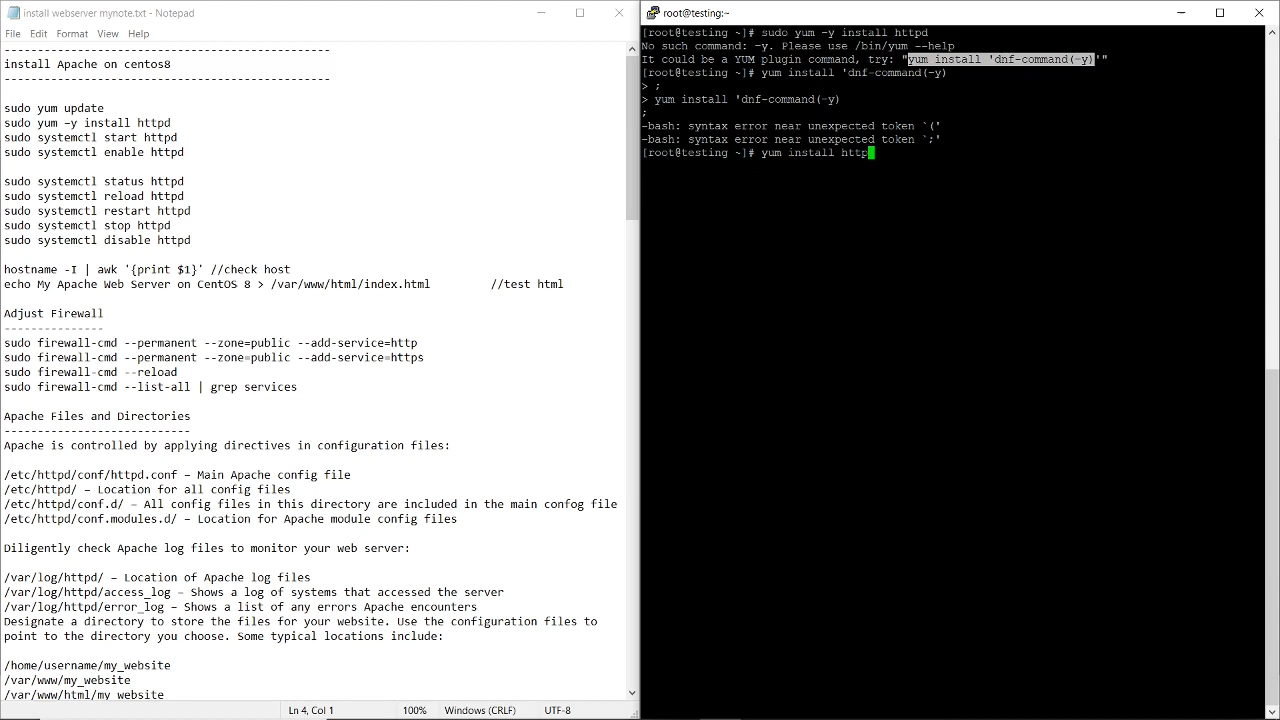 install webserver mynote.txt - Notepad
File Edit Format View Help
---------------------------------------
install Apache on centos8
---------------------------------------
sudo yum update
sudo yum –y install httpd
sudo systemctl start httpd
sudo systemctl enable httpd
sudo systemctl status httpd
sudo systemctl reload httpd
sudo systemctl restart httpd
sudo systemctl stop httpd
sudo systemctl disable httpd
hostname -I | awk '{print $1}' //check host
echo My Apache Web Server on CentOS 8 > /var/www/html/index.html //test html
Adjust Firewall
---------------
sudo firewall-cmd --permanent --zone=public --add-service=http
sudo firewall-cmd --permanent --zone=public --add-service=https
sudo firewall-cmd --reload
sudo firewall-cmd --list-all | grep services
Apache Files and Directories
----------------------------
Apache is controlled by applying directives in configuration files:
/etc/httpd/conf/httpd.conf – Main Apache config file
/etc/httpd/ – Location for all config files
/etc/httpd/conf.d/ – All config files in this directory are included in the main confog file
/etc/httpd/conf.modules.d/ – Location for Apache module config files
Diligently check Apache log files to monitor your web server:
/var/log/httpd/ – Location of Apache log files
/var/log/httpd/access_log – Shows a log of systems that accessed the server
/var/log/httpd/error_log – Shows a list of any errors Apache encounters
Designate a directory to store the files for your website. Use the configuration files to
point to the directory you choose. Some typical locations include:
/home/username/my_website
/var/www/my_website
/var/www/html/my_website
Ln 4, Col 1 100% Windows (CRLF) UTF-8
root@testing:~
[root@testing ~]# sudo yum –y install httpd
No such command: –y. Please use /bin/yum --help
It could be a YUM plugin command, try: "yum install 'dnf-command(–y)'"
[root@testing ~]# yum install 'dnf-command(–y)
> ;
> yum install 'dnf-command(–y)
;
-bash: syntax error near unexpected token `('
-bash: syntax error near unexpected token `;'
[root@testing ~]# yum install http